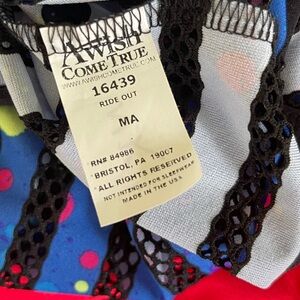 A WISH
COME TRUE
WWW.AWISHCOMETRUE.COM
16439
RIDE OUT
MA
RN# 84986
BRISTOL, PA 19007
ALL RIGHTS RESERVED
NOT INTENDED FOR SLEEPWEAR
MADE IN THE U.S.